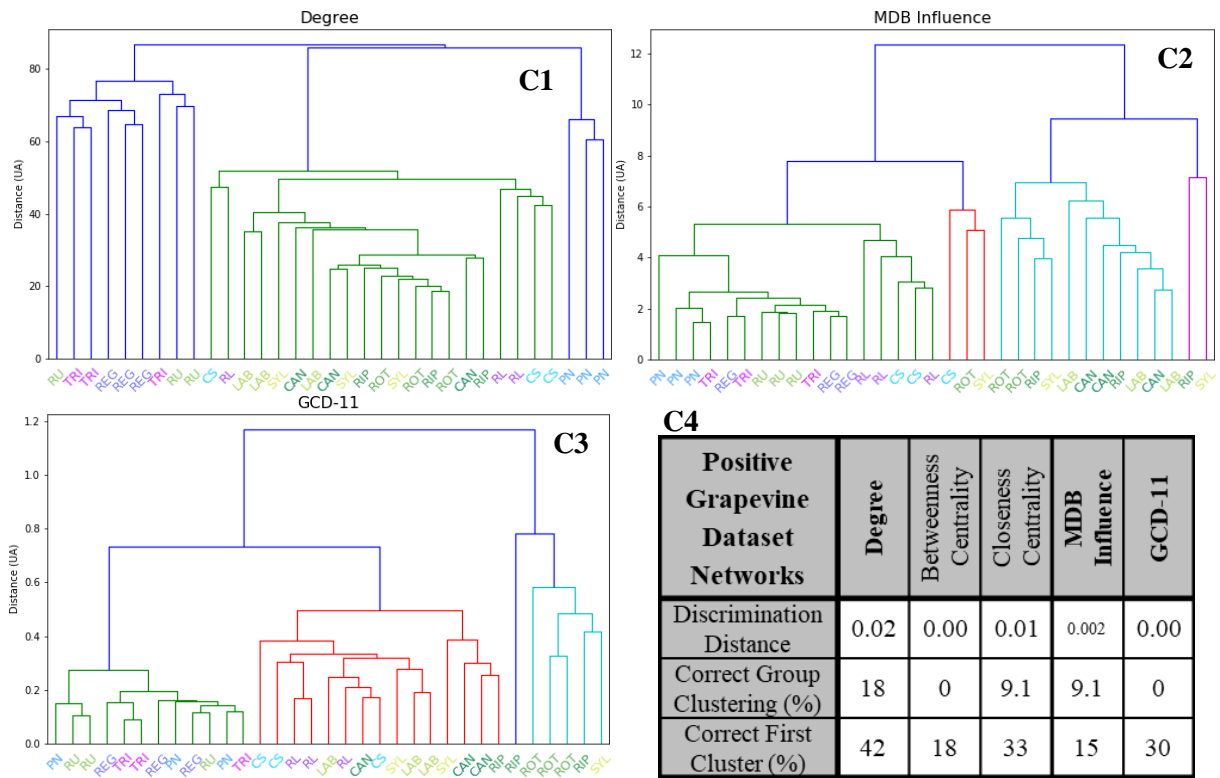 Degree
C1
Distance (UA)
80
60
40
20
0
RU TRI TRI REG REG REG TRI RU RU CS RL LAB LAB SYL CAN LAB CAN SYL RIP ROT SYL ROT RIP ROT CAN RIP RL RL CS CS PN PN PN
MDB Influence
C2
Distance (UA)
12
10
8
6
4
2
0
PN PN PN TRI REG TRI RU RU RU TRI REG REG RL RL CS CS RL CS ROT SYL ROT ROT RIP SYL LAB CAN CAN RIP LAB CAN LAB RIP SYL
GCD-11
C3
Distance (UA)
1.2
1.0
0.8
0.6
0.4
0.2
0.0
PN RU RU REG TRI TRI REG PN REG RU PN TRI CS CS RL RL LAB RL CAN CS SYL LAB LAB SYL CAN CAN RIP RIP ROT ROT ROT RIP SYL
C4
Positive Grapevine Dataset Networks
Degree
Betweenness Centrality
Closeness Centrality
MDB Influence
GCD-11
Discrimination Distance 0.02 0.00 0.01 0.002 0.00
Correct Group Clustering (%) 18 0 9.1 9.1 0
Correct First Cluster (%) 42 18 33 15 30